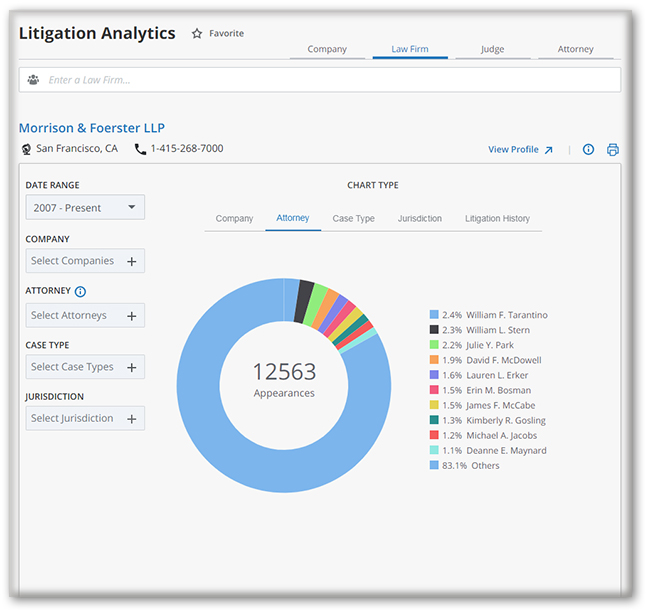 Litigation Analytics Favorite
Company Law Firm Judge Attorney
Enter a Law Firm...
Morrison & Foerster LLP
San Francisco, CA 1-415-268-7000 View Profile
DATE RANGE
2007 - Present
COMPANY
Select Companies +
ATTORNEY
Select Attorneys +
CASE TYPE
Select Case Types +
JURISDICTION
Select Jurisdiction +
CHART TYPE
Company Attorney Case Type Jurisdiction Litigation History
12563
Appearances
2.4% William F. Tarantino
2.3% William L. Stern
2.2% Julie Y. Park
1.9% David F. McDowell
1.6% Lauren L. Erker
1.5% Erin M. Bosman
1.5% James F. McCabe
1.3% Kimberly R. Gosling
1.2% Michael A. Jacobs
1.1% Deanne E. Maynard
83.1% Others